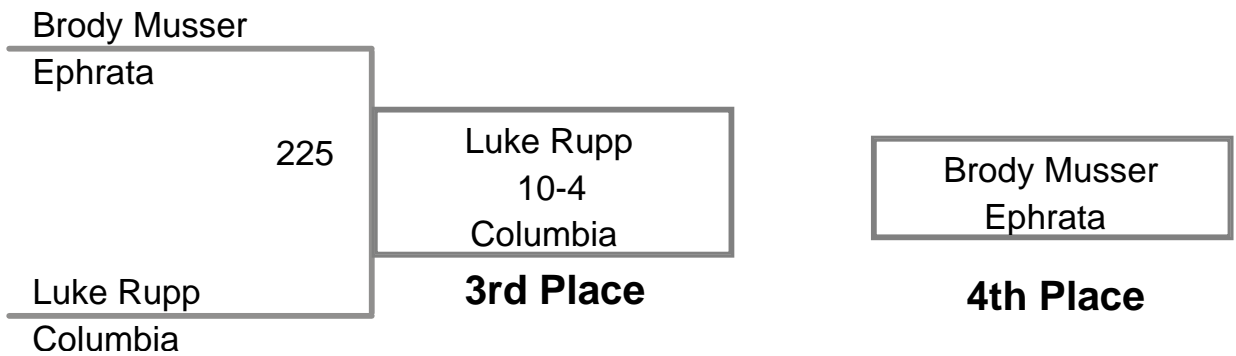 Brody Musser
Ephrata
225
Luke Rupp
10-4
Columbia
3rd Place
Brody Musser
Ephrata
4th Place
Luke Rupp
Columbia